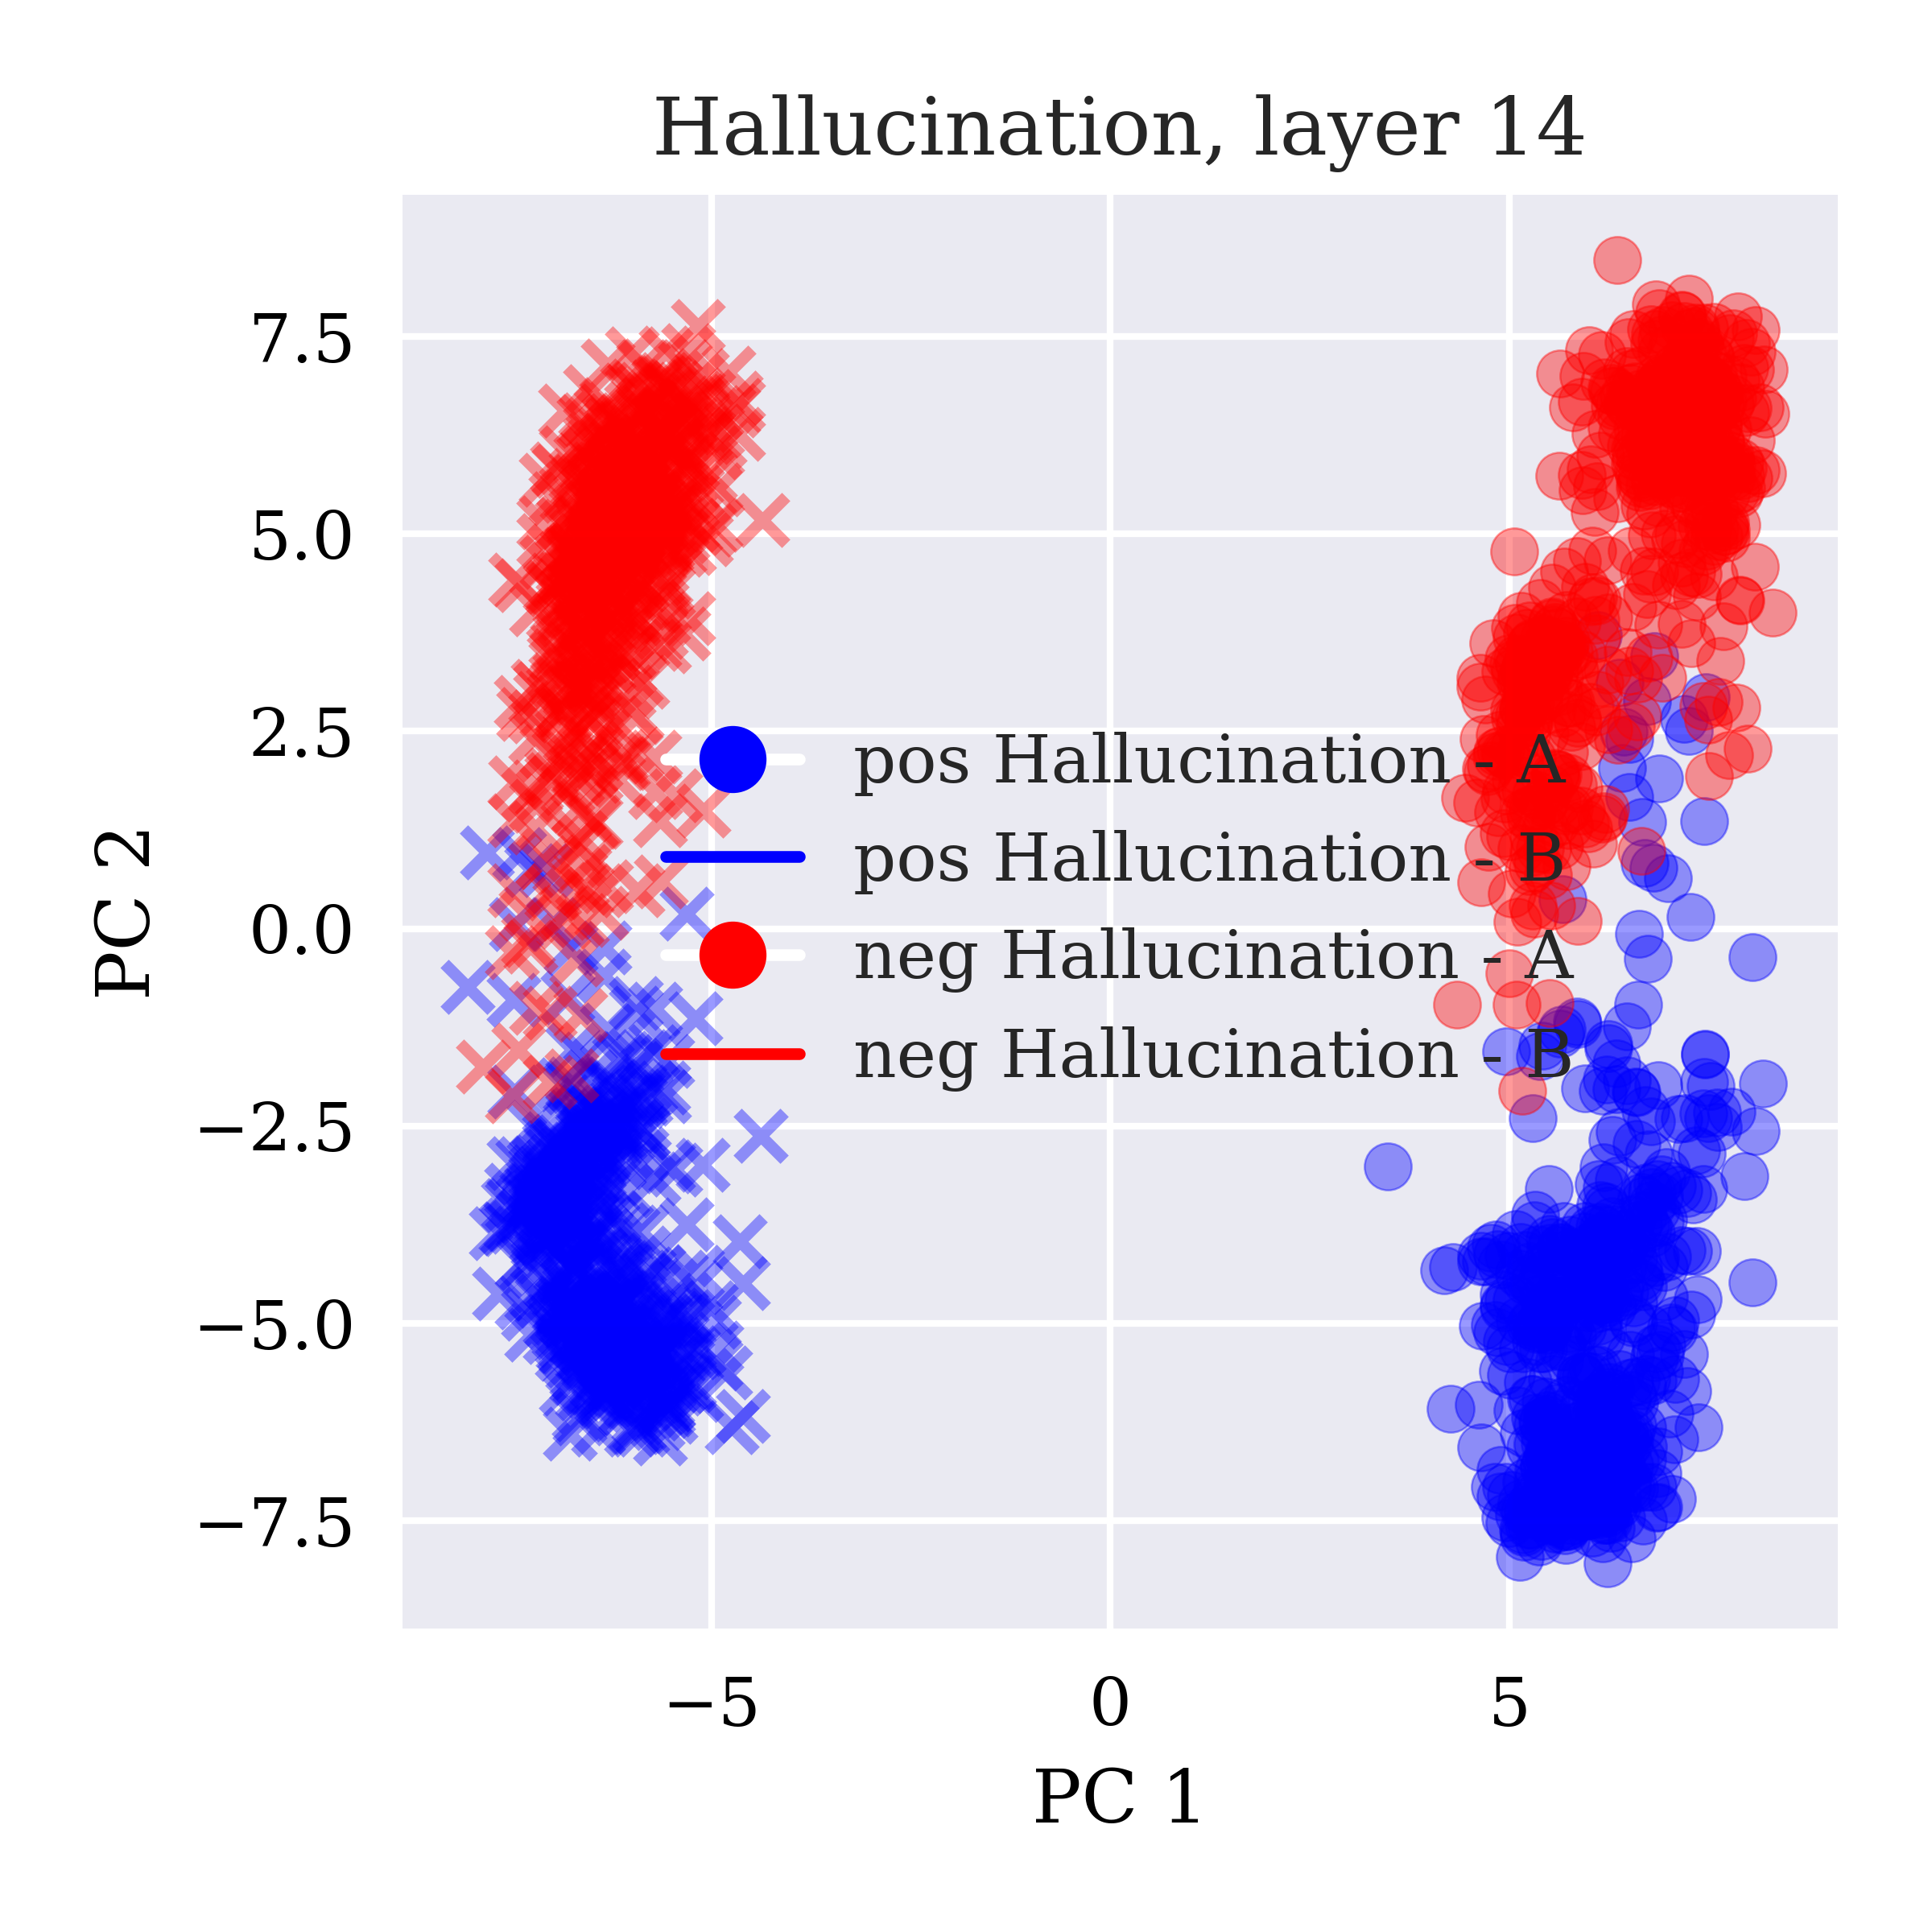 Hallucination, layer 14
7.5
5.0
2.5
0.0
−2.5
−5.0
−7.5
PC 2
pos Hallucination - A
pos Hallucination - B
neg Hallucination - A
neg Hallucination - B
−5 0 5
PC 1